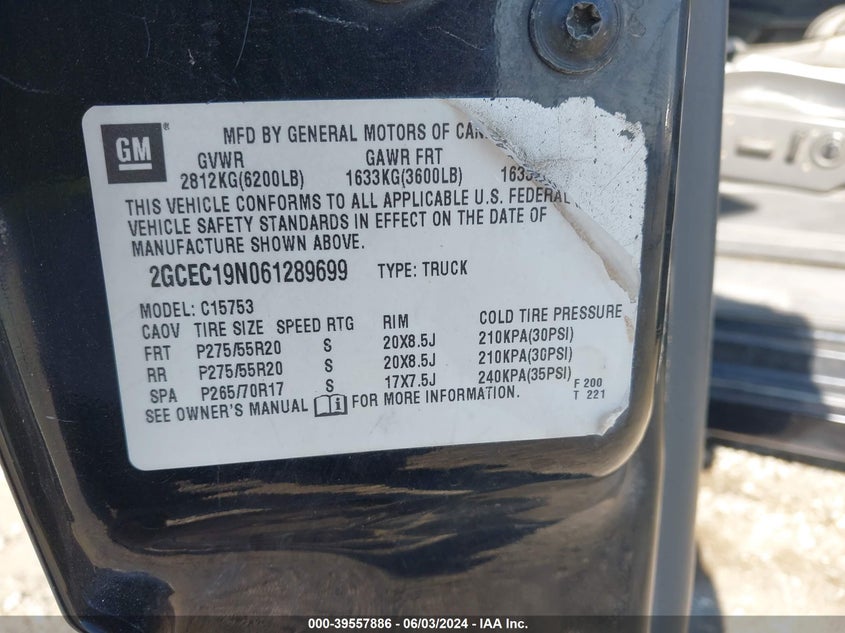 GM®
MFD BY GENERAL MOTORS OF CAN
GVWR GAWR FRT
2812KG(6200LB) 1633KG(3600LB)
THIS VEHICLE CONFORMS TO ALL APPLICABLE U.S. FEDERAL
VEHICLE SAFETY STANDARDS IN EFFECT ON THE DATE OF
MANUFACTURE SHOWN ABOVE.
2GCEC19N061289699 TYPE: TRUCK
MODEL: C15753
CAOV TIRE SIZE SPEED RTG RIM COLD TIRE PRESSURE
FRT P275/55R20 S 20X8.5J 210KPA(30PSI)
RR P275/55R20 S 20X8.5J 210KPA(30PSI)
SPA P265/70R17 S 17X7.5J 240KPA(35PSI)
SEE OWNER'S MANUAL i FOR MORE INFORMATION.
F 200
T 221
000-39557886 - 06/03/2024 - IAA Inc.